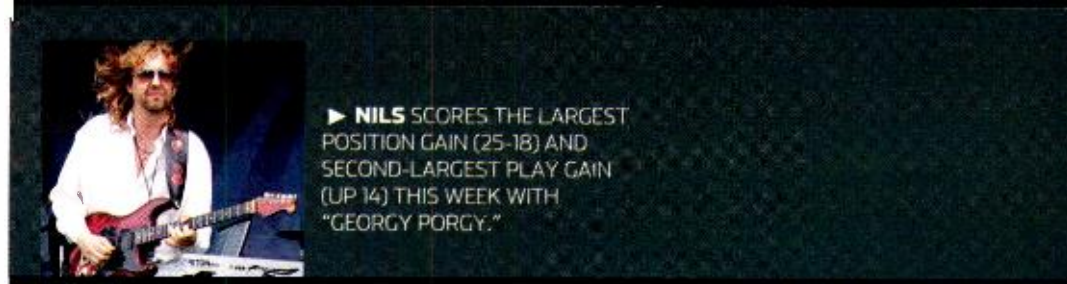 ► NILS SCORES THE LARGEST
POSITION GAIN (25-18) AND
SECOND-LARGEST PLAY GAIN
(UP 14) THIS WEEK WITH
"GEORGY PORGY."